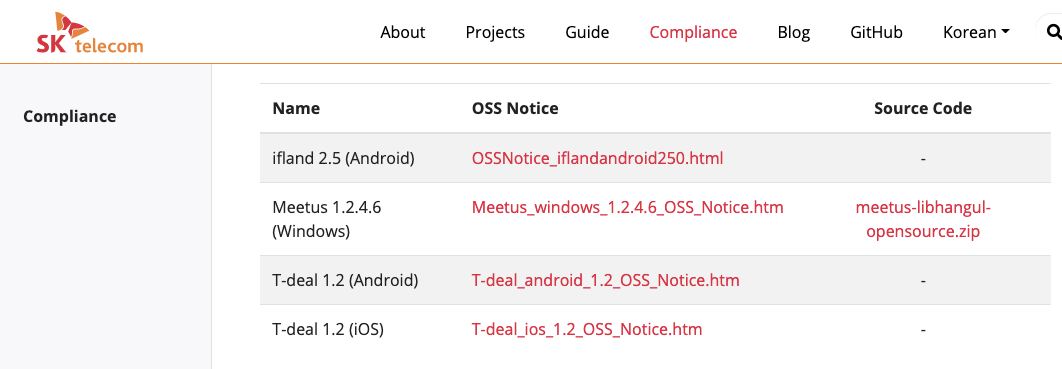 SK telecom
About Projects Guide Compliance Blog GitHub Korean
Compliance
Name OSS Notice Source Code
ifland 2.5 (Android) OSSNotice_iflandandroid250.html -
Meetus 1.2.4.6 Meetus_windows_1.2.4.6_OSS_Notice.htm meetus-libhangul-
(Windows) opensource.zip
T-deal 1.2 (Android) T-deal_android_1.2_OSS_Notice.htm -
T-deal 1.2 (iOS) T-deal_ios_1.2_OSS_Notice.htm -